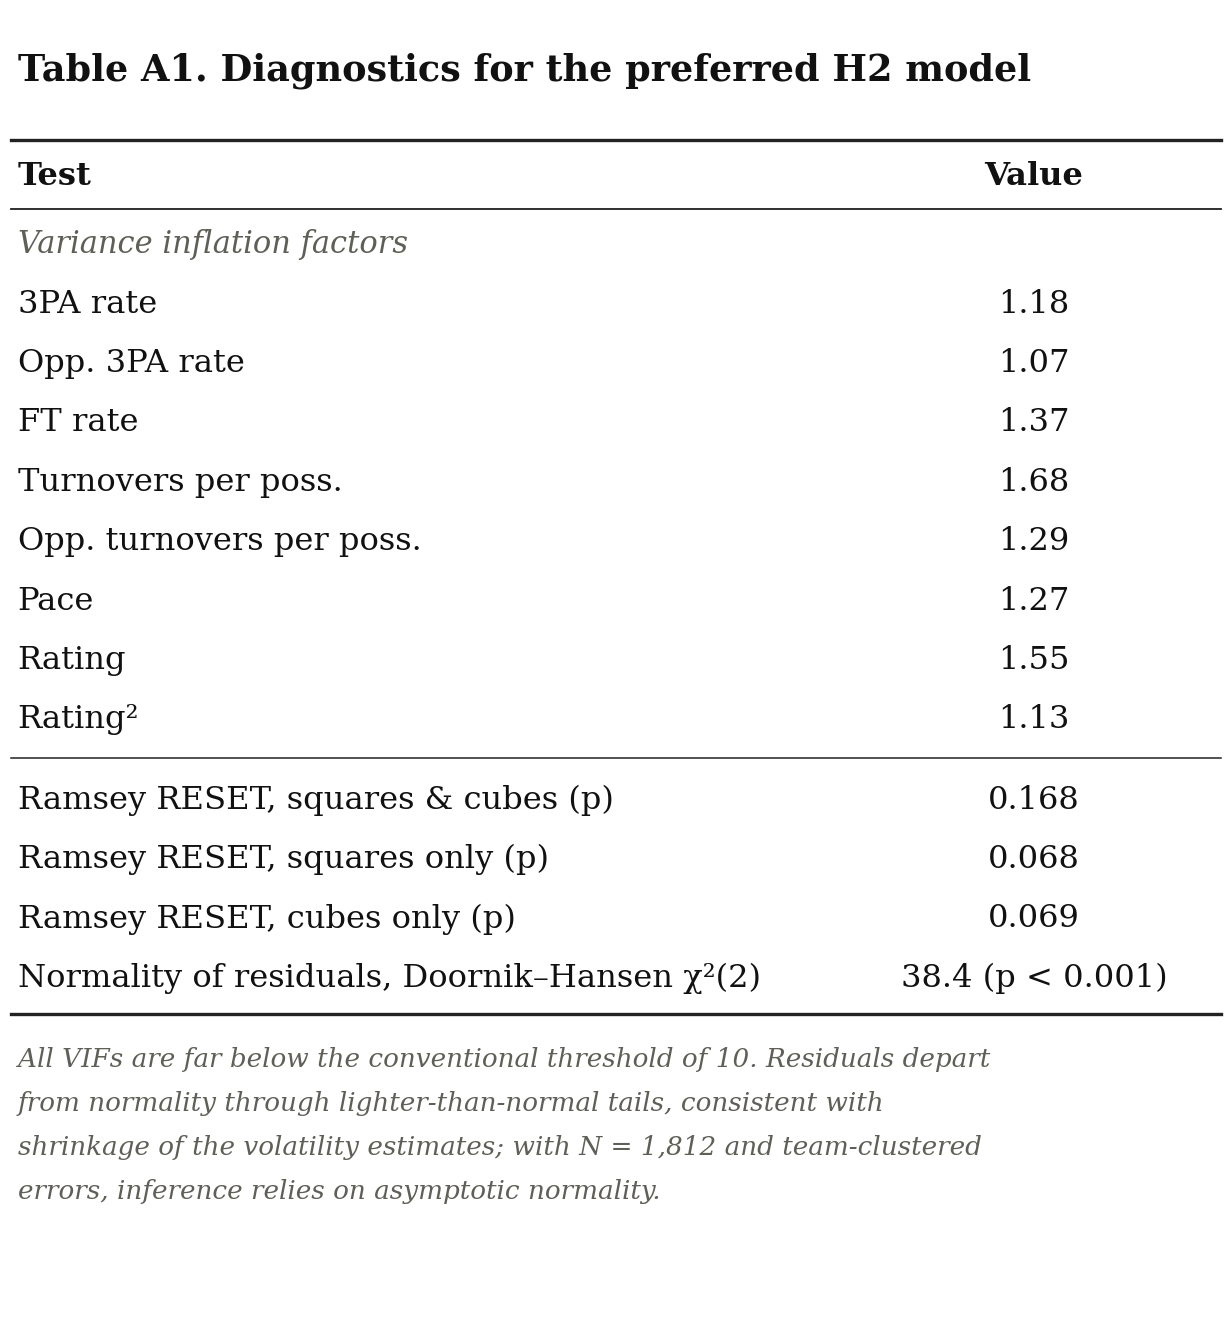 Table A1. Diagnostics for the preferred H2 model
Test Value
Variance inflation factors
3PA rate 1.18
Opp. 3PA rate 1.07
FT rate 1.37
Turnovers per poss. 1.68
Opp. turnovers per poss. 1.29
Pace 1.27
Rating 1.55
Rating² 1.13
Ramsey RESET, squares & cubes (p) 0.168
Ramsey RESET, squares only (p) 0.068
Ramsey RESET, cubes only (p) 0.069
Normality of residuals, Doornik–Hansen χ²(2) 38.4 (p < 0.001)
All VIFs are far below the conventional threshold of 10. Residuals depart
from normality through lighter-than-normal tails, consistent with
shrinkage of the volatility estimates; with N = 1,812 and team-clustered
errors, inference relies on asymptotic normality.